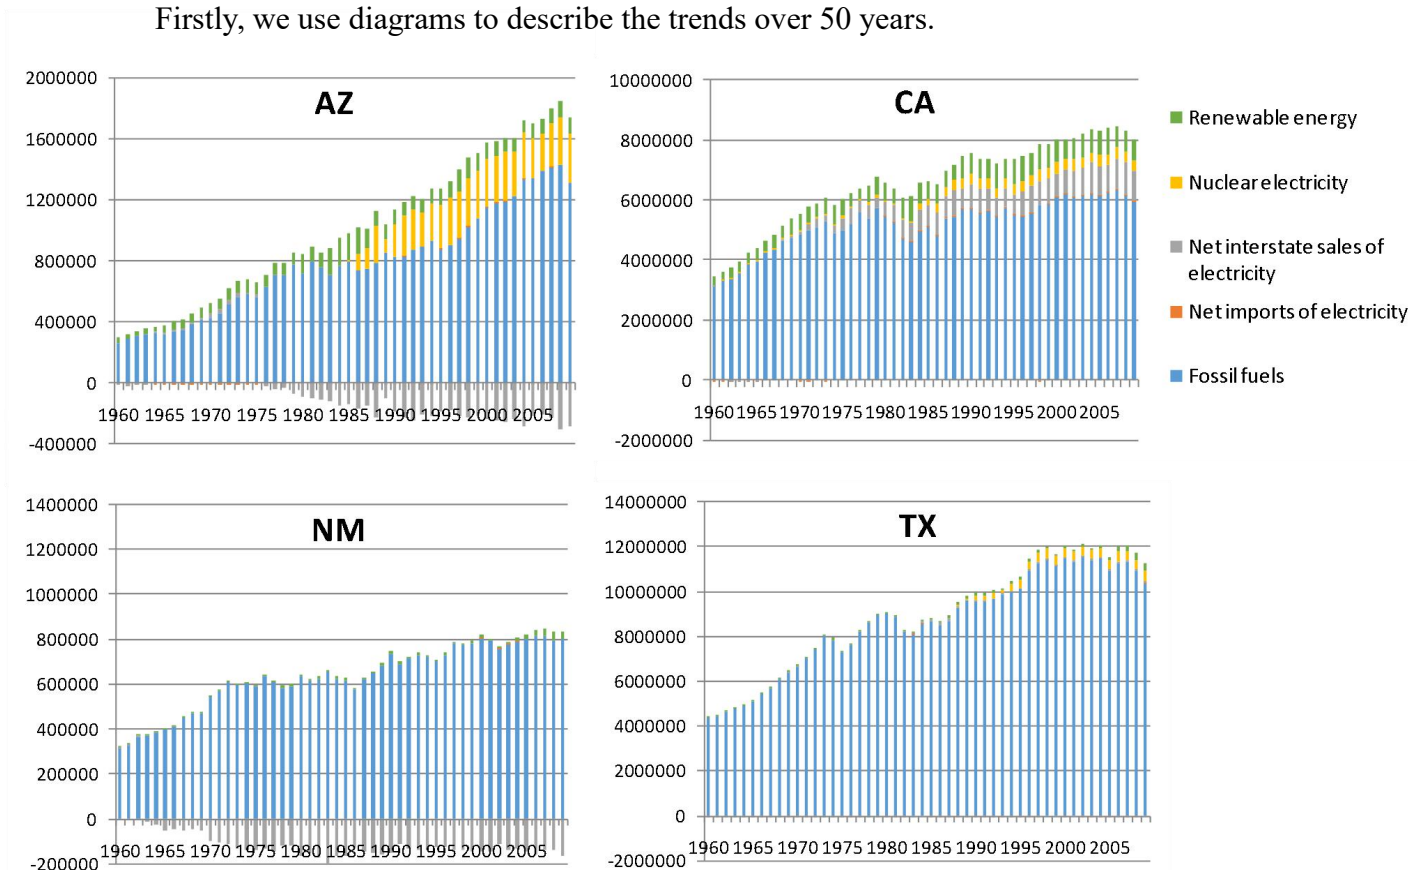 Firstly, we use diagrams to describe the trends over 50 years.
AZ
2000000
1600000
1200000
800000
400000
0
-400000
1960 1965 1970 1975 1980 1985 1990 1995 2000 2005
CA
10000000
8000000
6000000
4000000
2000000
0
-2000000
1960 1965 1970 1975 1980 1985 1990 1995 2000 2005
Renewable energy
Nuclear electricity
Net interstate sales of
electricity
Net imports of electricity
Fossil fuels
NM
1400000
1200000
1000000
800000
600000
400000
200000
0
-200000
1960 1965 1970 1975 1980 1985 1990 1995 2000 2005
TX
14000000
12000000
10000000
8000000
6000000
4000000
2000000
0
-2000000
1960 1965 1970 1975 1980 1985 1990 1995 2000 2005